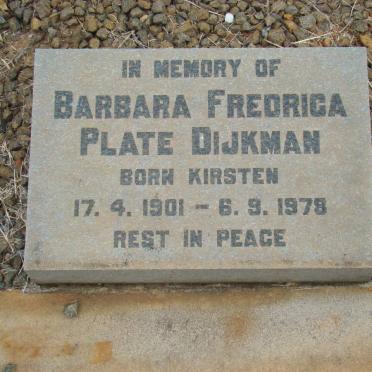 IN MEMORY OF
BARBARA FREDRICA
PLATE DIJKMAN
BORN KIRSTEN
17. 4. 1901 – 6. 9. 1978
REST IN PEACE